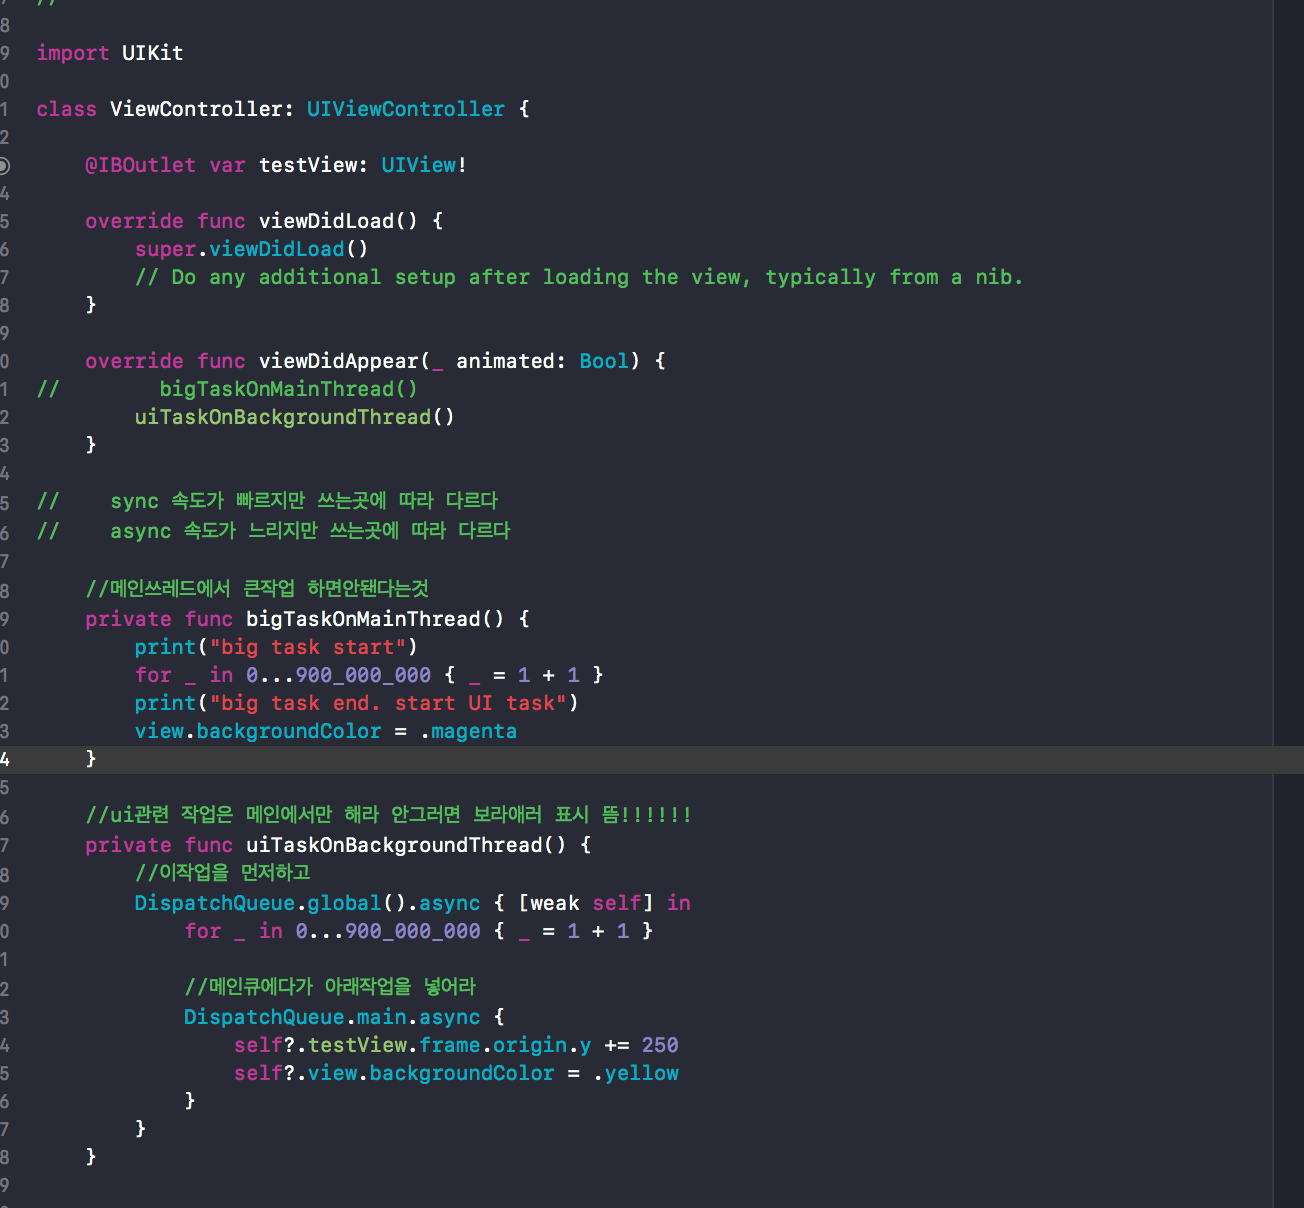 //
8
9 import UIKit
0
1 class ViewController: UIViewController {
2
    @IBOutlet var testView: UIView!
4
5     override func viewDidLoad() {
6         super.viewDidLoad()
7         // Do any additional setup after loading the view, typically from a nib.
8     }
9
0     override func viewDidAppear(_ animated: Bool) {
1 //        bigTaskOnMainThread()
2         uiTaskOnBackgroundThread()
3     }
4
5 //    sync 속도가 빠르지만 쓰는곳에 따라 다르다
6 //    async 속도가 느리지만 쓰는곳에 따라 다르다
7
8     //메인쓰레드에서 큰작업 하면안됀다는것
9     private func bigTaskOnMainThread() {
0         print("big task start")
1         for _ in 0...900_000_000 { _ = 1 + 1 }
2         print("big task end. start UI task")
3         view.backgroundColor = .magenta
4     }
5
6     //ui관련 작업은 메인에서만 해라 안그러면 보라애러 표시 뜸!!!!!!
7     private func uiTaskOnBackgroundThread() {
8         //이작업을 먼저하고
9         DispatchQueue.global().async { [weak self] in
0             for _ in 0...900_000_000 { _ = 1 + 1 }
1
2             //메인큐에다가 아래작업을 넣어라
3             DispatchQueue.main.async {
4                 self?.testView.frame.origin.y += 250
5                 self?.view.backgroundColor = .yellow
6             }
7         }
8     }
9